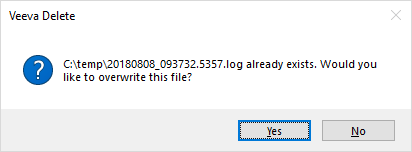 Veeva Delete
C:\temp\20180808_093732.5357.log already exists. Would you
like to overwrite this file?
Yes
No